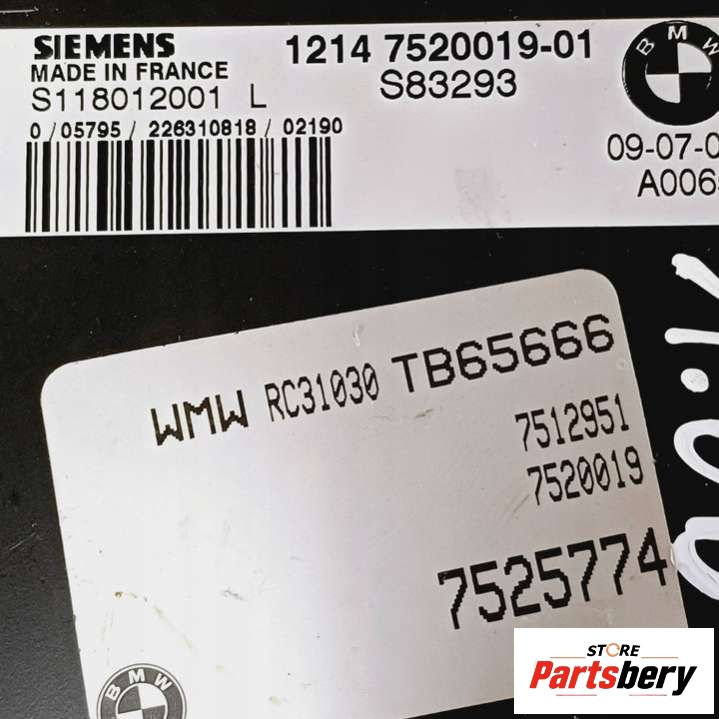 SIEMENS
MADE IN FRANCE
S118012001 L
0 / 05795 / 226310818 / 02190
1214 7520019-01
S83293
BMW
09-07-0
A006
WMW RC31030 TB65666
7512951
7520019
7525774
BMW
STORE
Partsbery